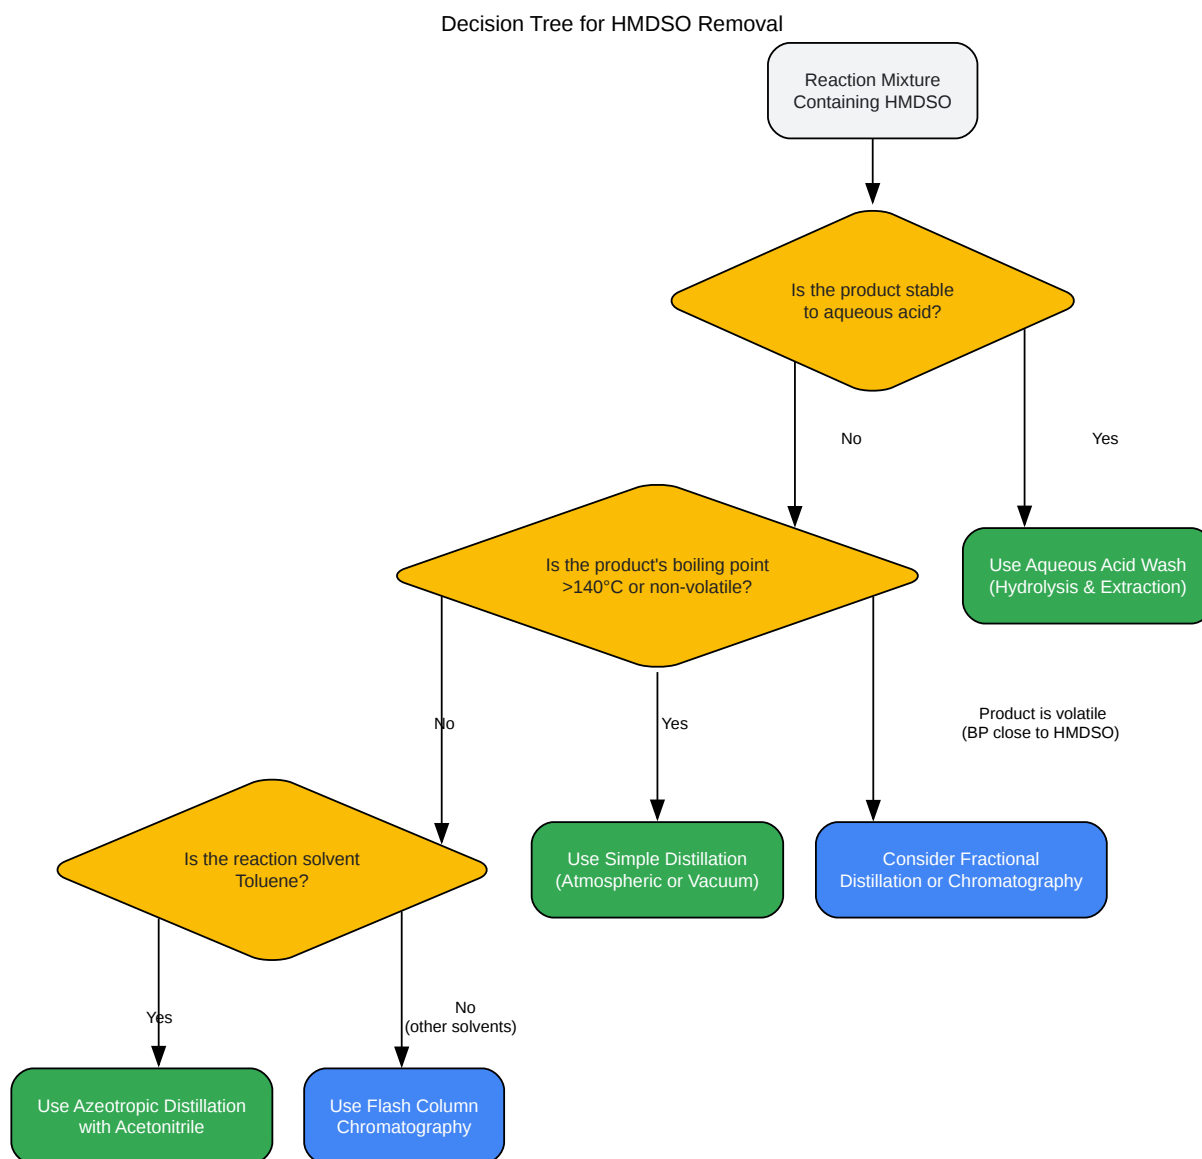 Decision Tree for HMDSO Removal
Reaction Mixture
Containing HMDSO
Is the product stable
to aqueous acid?
No
Yes
Is the product's boiling point
>140°C or non-volatile?
Use Aqueous Acid Wash
(Hydrolysis & Extraction)
No
Yes
Product is volatile
(BP close to HMDSO)
Is the reaction solvent
Toluene?
Use Simple Distillation
(Atmospheric or Vacuum)
Consider Fractional
Distillation or Chromatography
Yes
No
(other solvents)
Use Azeotropic Distillation
with Acetonitrile
Use Flash Column
Chromatography